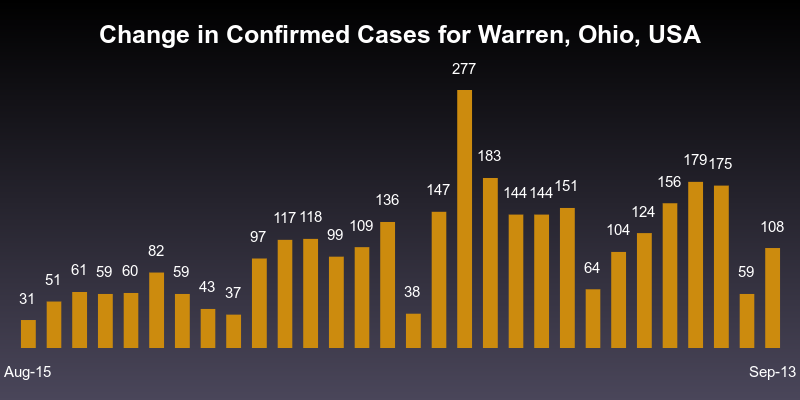 Change in Confirmed Cases for Warren, Ohio, USA
31 51 61 59 60 82 59 43 37 97 117 118 99 109 136 38 147 277 183 144 144 151 64 104 124 156 179 175 59 108
Aug-15 Sep-13